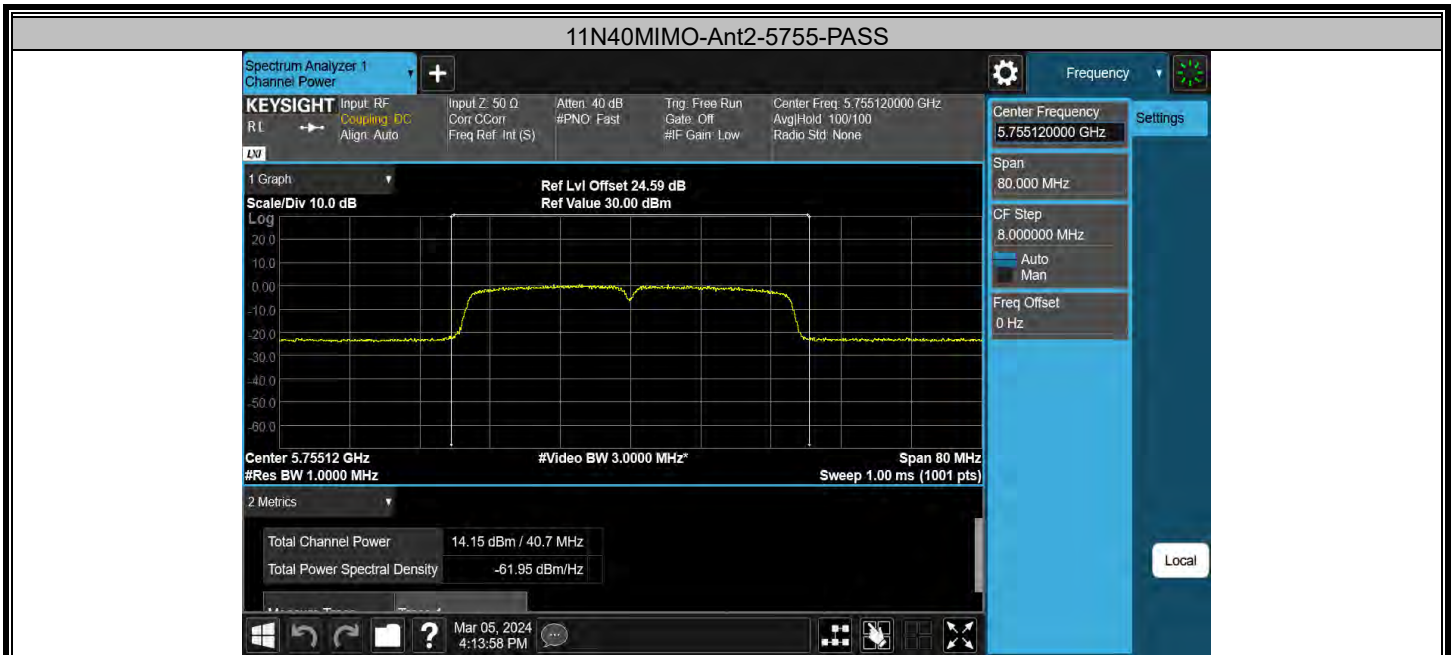 11N40MIMO-Ant2-5755-PASS
Spectrum Analyzer 1
Channel Power
+
Frequency
KEYSIGHT
RL
LXI
Input: RF
Coupling: DC
Align: Auto
Input Z: 50 Ω
Corr CCorr
Freq Ref: Int (S)
Atten: 40 dB
#PNO: Fast
Trig: Free Run
Gate: Off
#IF Gain: Low
Center Freq: 5.755120000 GHz
Avg|Hold: 100/100
Radio Std: None
Center Frequency
5.755120000 GHz
Settings
Span
80.000 MHz
CF Step
8.000000 MHz
Auto
Man
Freq Offset
0 Hz
1 Graph
Scale/Div 10.0 dB
Ref Lvl Offset 24.59 dB
Ref Value 30.00 dBm
Log
20.0
10.0
0.00
-10.0
-20.0
-30.0
-40.0
-50.0
-60.0
Center 5.75512 GHz
#Video BW 3.0000 MHz*
Span 80 MHz
#Res BW 1.0000 MHz
Sweep 1.00 ms (1001 pts)
2 Metrics
Total Channel Power 14.15 dBm / 40.7 MHz
Total Power Spectral Density -61.95 dBm/Hz
Local
?
Mar 05, 2024
4:13:58 PM